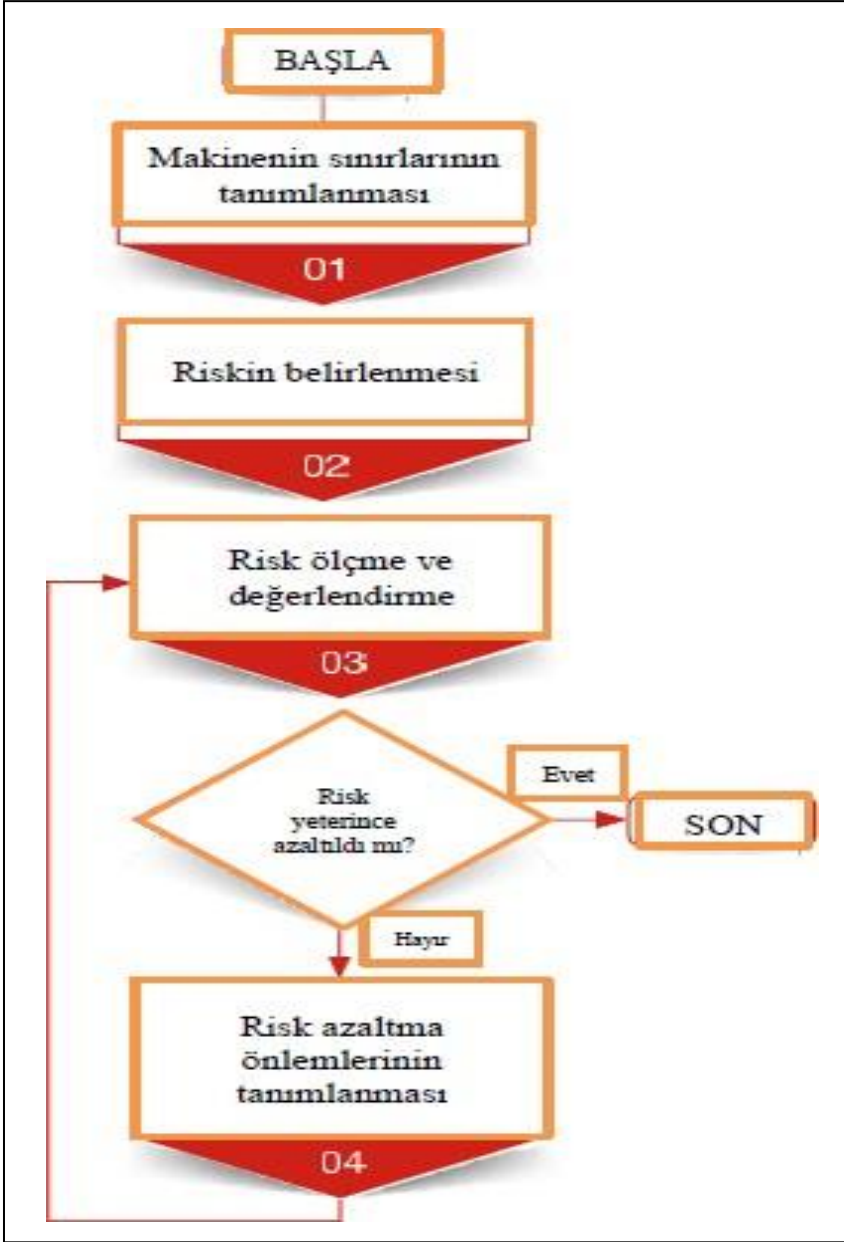 BAŞLA
Makinenin sınırlarının
tanımlanması
01
Riskin belirlenmesi
02
Risk ölçme ve
değerlendirme
03
Risk
yeterince
azaltıldı mı?
Evet
SON
Hayır
Risk azaltma
önlemlerinin
tanımlanması
04